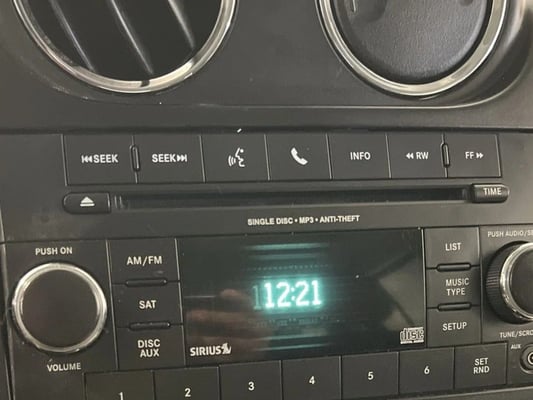 SEEK
SEEK
INFO
RW
FF
TIME
SINGLE DISC • MP3 • ANTI-THEFT
PUSH ON
VOLUME
AM/FM
SAT
DISC
AUX
12:21
SIRIUS
disc
LIST
MUSIC
TYPE
SETUP
PUSH AUDIO/SE
TUNE/SCRO
AUX
1
2
3
4
5
6
SET
RND